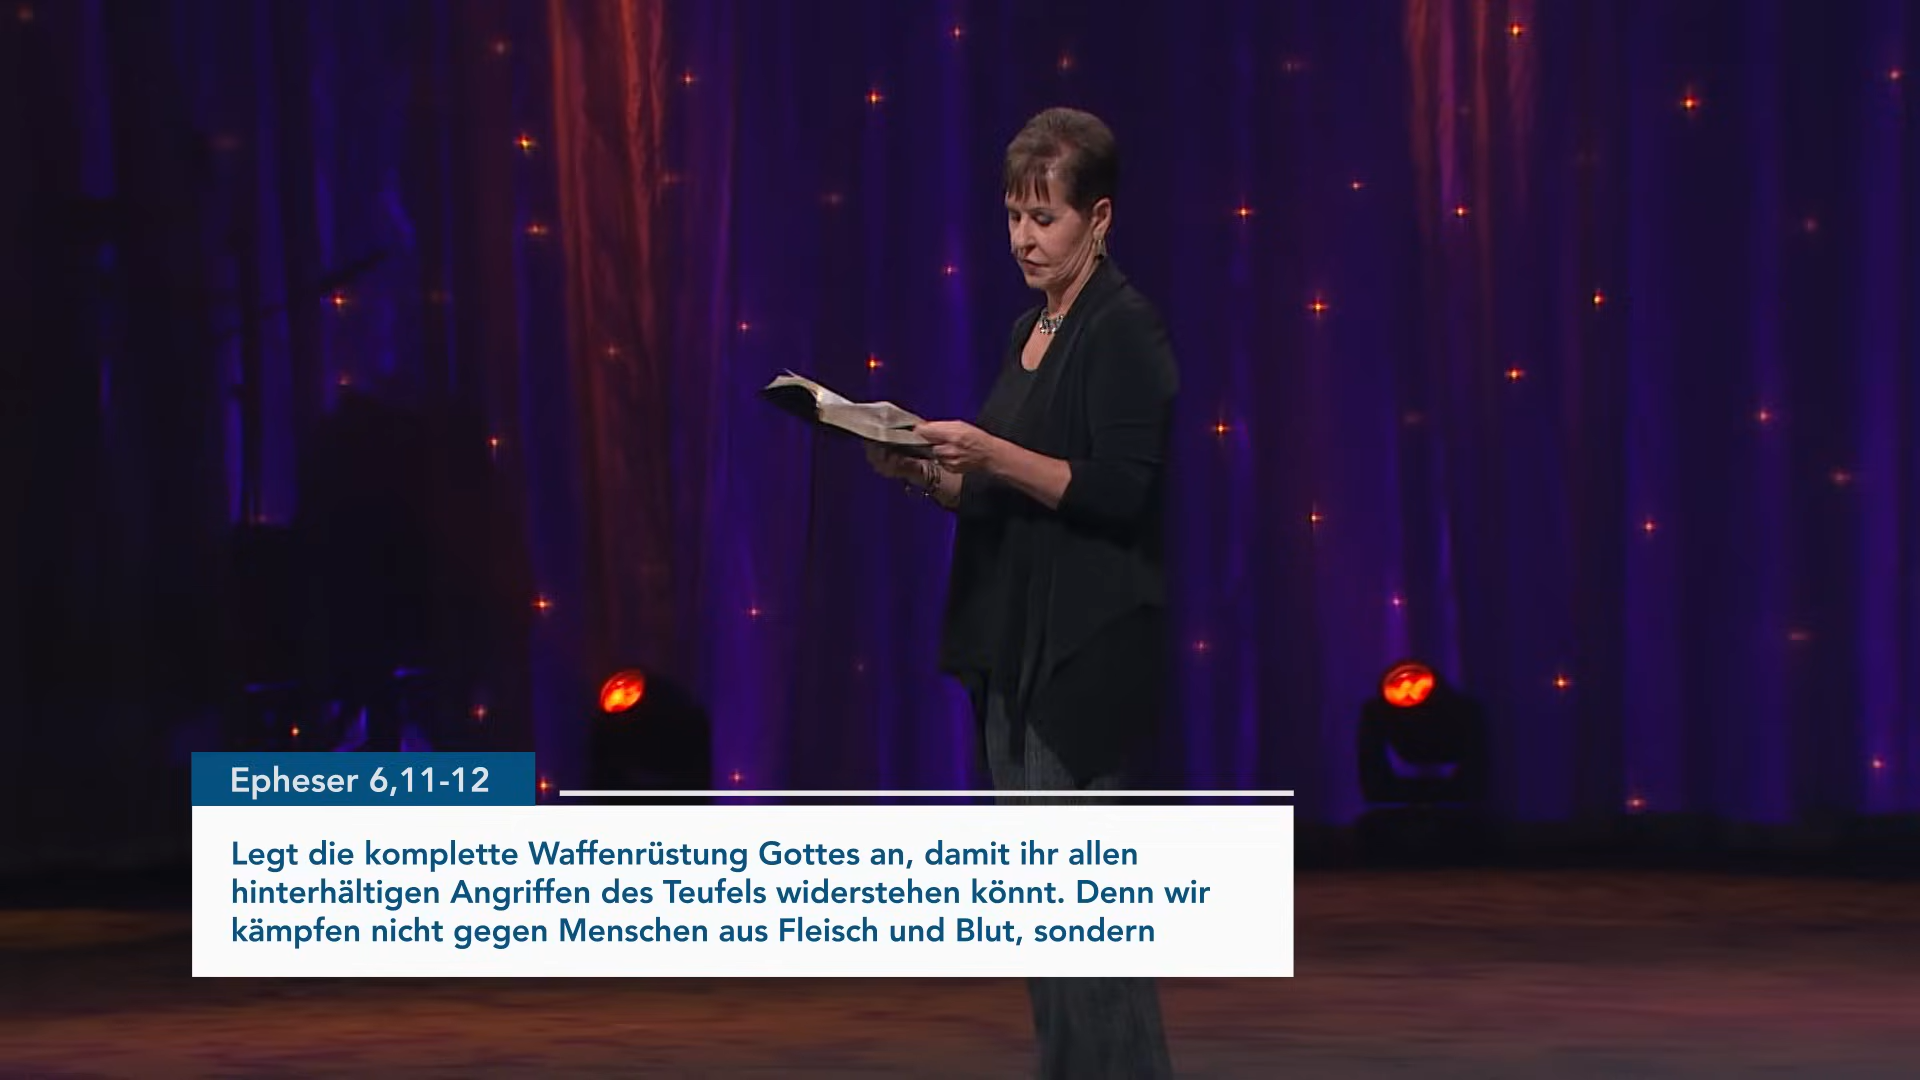 Epheser 6,11-12
Legt die komplette Waffenrüstung Gottes an, damit ihr allen
hinterhältigen Angriffen des Teufels widerstehen könnt. Denn wir
kämpfen nicht gegen Menschen aus Fleisch und Blut, sondern